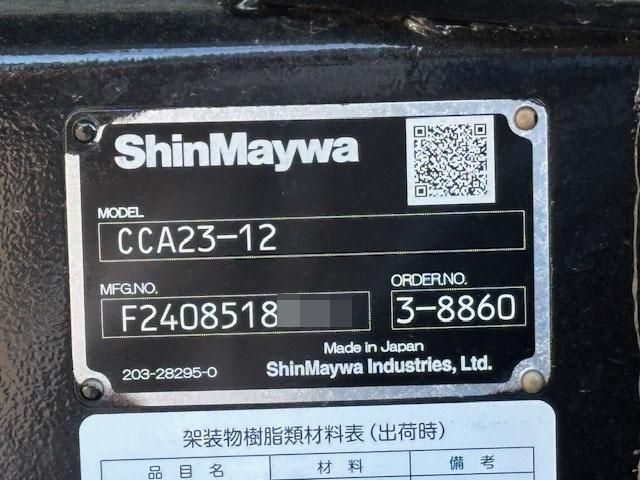 ShinMaywa
MODEL
CCA23-12
MFG.NO. ORDER.NO.
F2408518 3-8860
Made in Japan
203-28295-0 ShinMaywa Industries, Ltd.
架装物樹脂類材料表(出荷時)
品目名 材料 備考